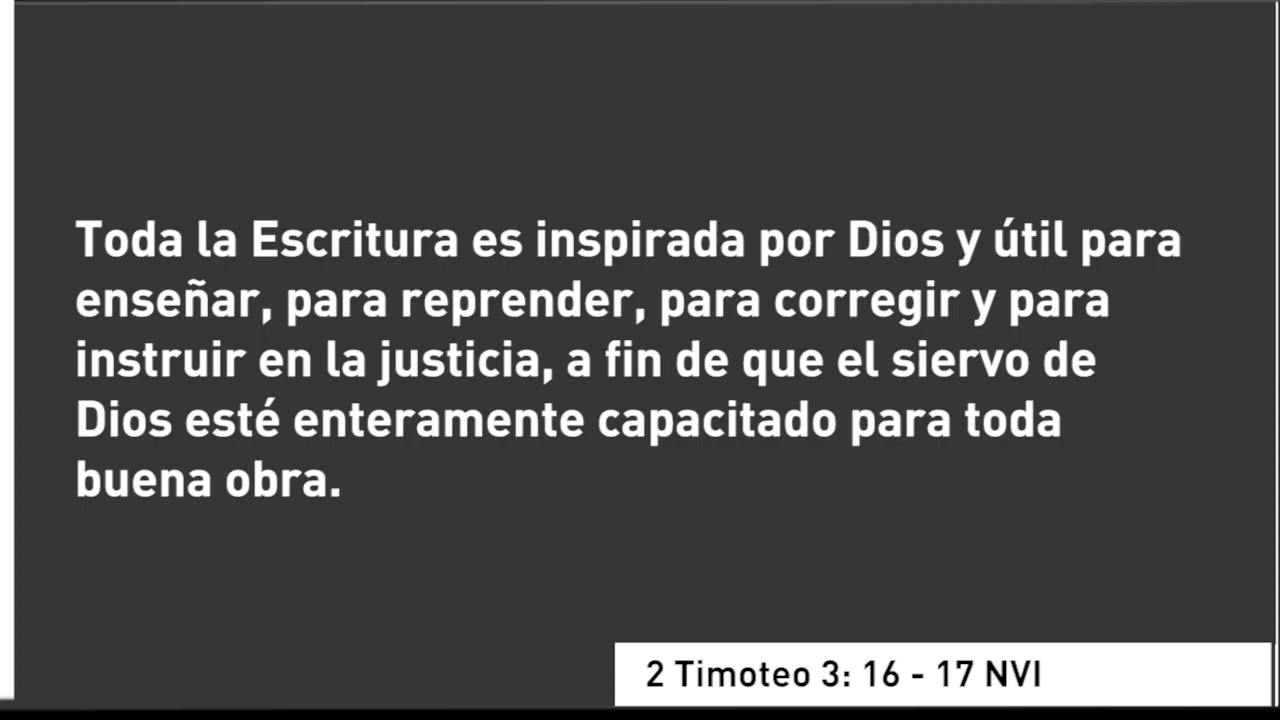 Toda la Escritura es inspirada por Dios y útil para
enseñar, para reprender, para corregir y para
instruir en la justicia, a fin de que el siervo de
Dios esté enteramente capacitado para toda
buena obra.
2 Timoteo 3: 16 - 17 NVI